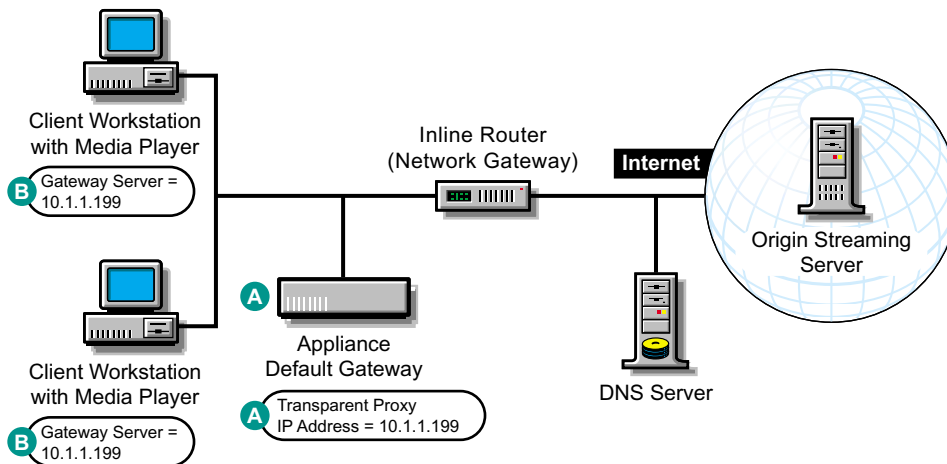 Client Workstation
with Media Player
B
Gateway Server =
10.1.1.199
Inline Router
(Network Gateway)
Internet
Origin Streaming
Server
Client Workstation
with Media Player
B
Gateway Server =
10.1.1.199
A
Appliance
Default Gateway
A
Transparent Proxy
IP Address = 10.1.1.199
DNS Server